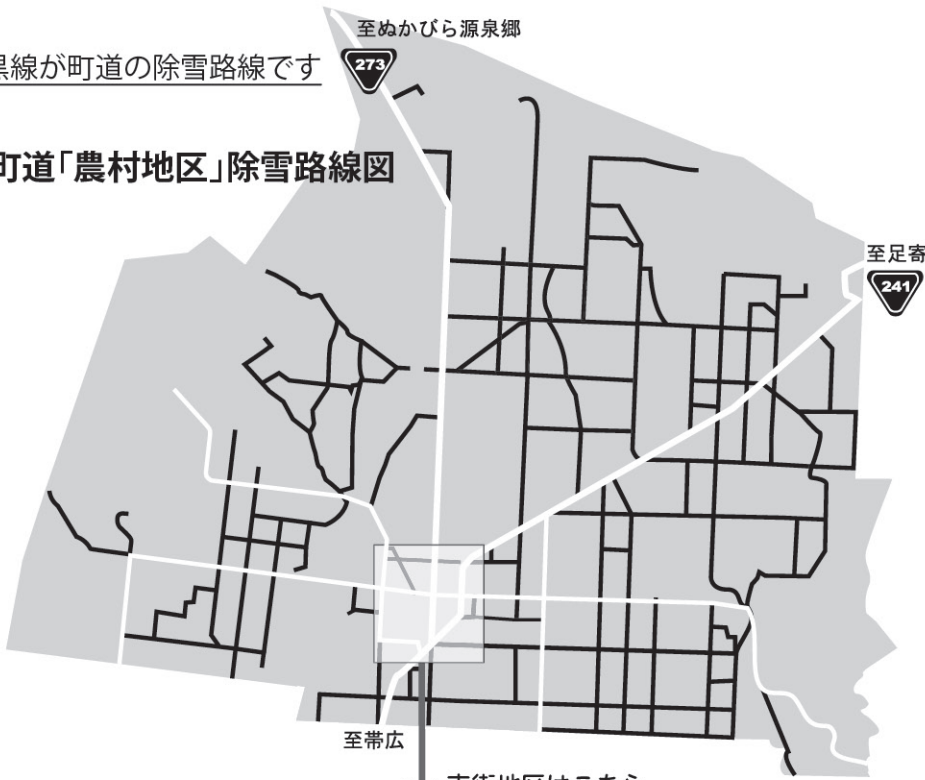 至ぬかびら源泉郷
273
黒線が町道の除雪路線です
町道「農村地区」除雪路線図
至足寄
241
至帯広
市街地区はこちら